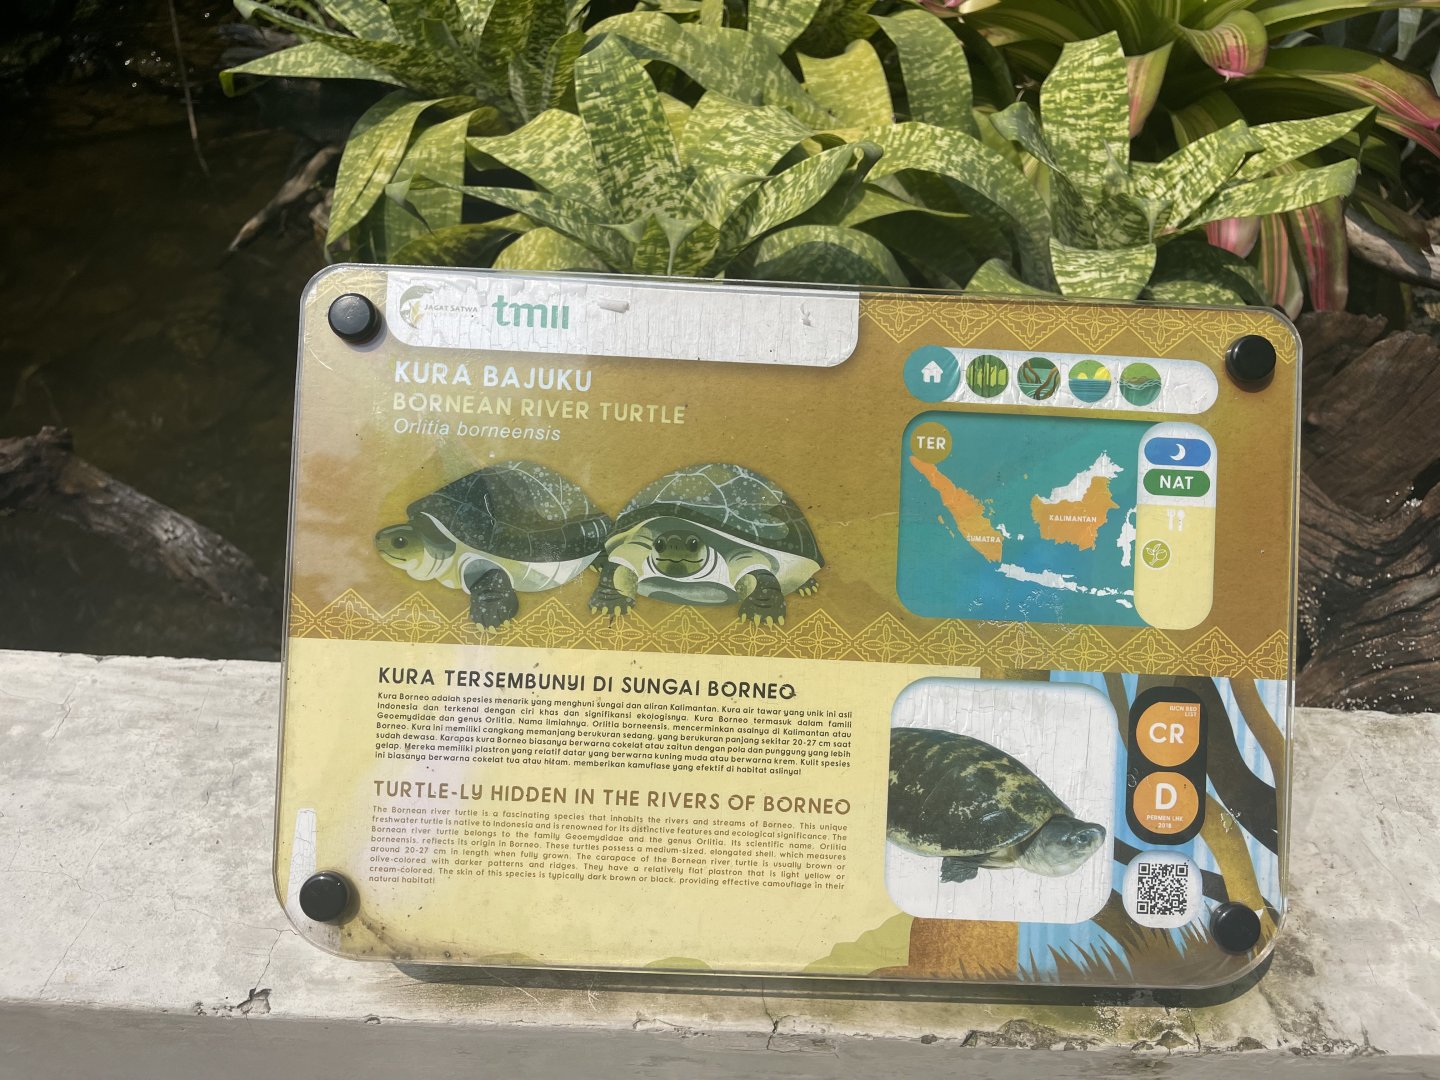 JAGAT SATWA
tmii
KURA BAJUKU
BORNEAN RIVER TURTLE
Orlitia borneensis
TER
SUMATRA
KALIMANTAN
NAT
KURA TERSEMBUNYI DI SUNGAI BORNEO
Kura Borneo adalah spesies menarik yang menghuni sungai dan aliran Kalimantan. Kura air tawar yang unik ini asli
Indonesia dan terkenal dengan ciri khas dan signifikansi ekologisnya. Kura Borneo termasuk dalam famili
Geoemydidae dan genus Orlitia. Nama ilmiahnya, Orlitia borneensis, mencerminkan asalnya di Kalimantan atau
Borneo. Kura ini memiliki cangkang memanjang berukuran sedang, yang berukuran panjang sekitar 20-27 cm saat
sudah dewasa. Karapas kura Borneo biasanya berwarna cokelat atau zaitun dengan pola dan punggung yang lebih
gelap. Mereka memiliki plastron yang relatif datar yang berwarna kuning muda atau berwarna krem. Kulit spesies
ini biasanya berwarna cokelat tua atau hitam, memberikan kamuflase yang efektif di habitat aslinya!
TURTLE-LY HIDDEN IN THE RIVERS OF BORNEO
The Bornean river turtle is a fascinating species that inhabits the rivers and streams of Borneo. This unique
freshwater turtle is native to Indonesia and is renowned for its distinctive features and ecological significance. The
Bornean river turtle belongs to the family Geoemydidae and the genus Orlitia. Its scientific name, Orlitia
borneensis, reflects its origin in Borneo. These turtles possess a medium-sized, elongated shell, which measures
around 20-27 cm in length when fully grown. The carapace of the Bornean river turtle is usually brown or
olive-colored with darker patterns and ridges. They have a relatively flat plastron that is light yellow or
cream-colored. The skin of this species is typically dark brown or black, providing effective camouflage in their
natural habitat!
IUCN RED
LIST
CR
D
PERMEN LHK
2018